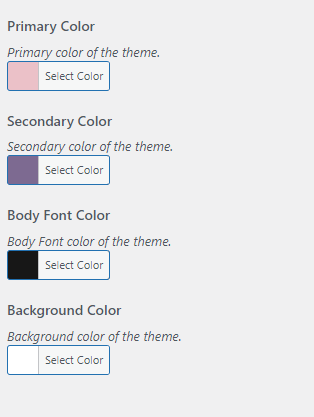 Primary Color
Primary color of the theme.
Select Color
Secondary Color
Secondary color of the theme.
Select Color
Body Font Color
Body Font color of the theme.
Select Color
Background Color
Background color of the theme.
Select Color